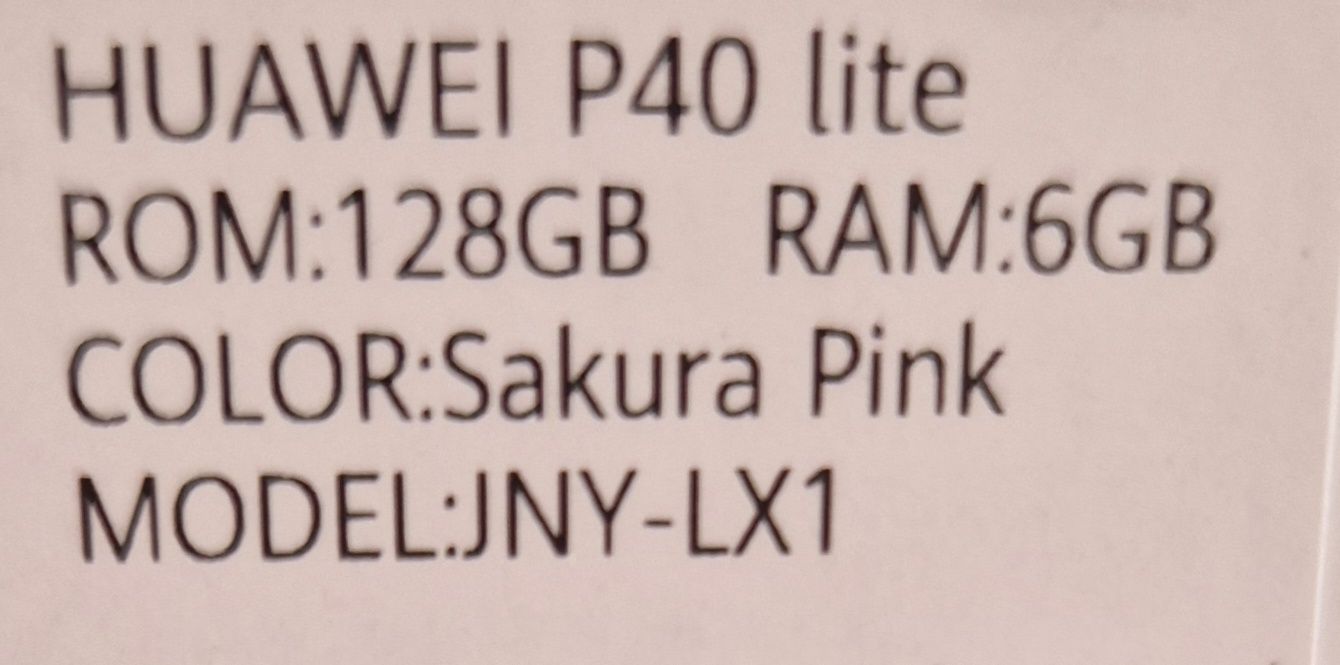 HUAWEI P40 lite
ROM:128GB RAM:6GB
COLOR:Sakura Pink
MODEL:JNY-LX1